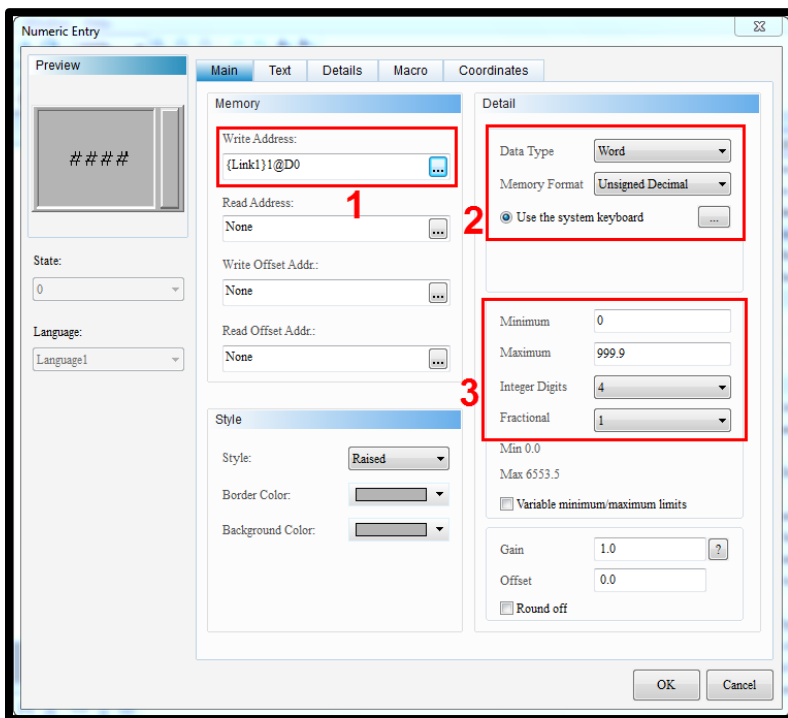 Numeric Entry
Preview
####
State:
0
Language:
Language1
Main Text Details Macro Coordinates
Memory
Write Address:
{Link1}1@D0
...
1
Read Address:
None
...
Write Offset Addr.:
None
...
Read Offset Addr.:
None
...
Style
Style:
Raised
Border Color:
Background Color:
Detail
Data Type Word
Memory Format Unsigned Decimal
2
Use the system keyboard ...
3
Minimum 0
Maximum 999.9
Integer Digits 4
Fractional 1
Min 0.0
Max 6553.5
Variable minimum/maximum limits
Gain 1.0 ?
Offset 0.0
Round off
OK Cancel